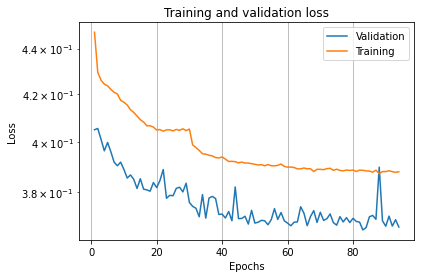 Training and validation loss
Validation
Training
Loss
4.4 × 10⁻¹
4.2 × 10⁻¹
4 × 10⁻¹
3.8 × 10⁻¹
0 20 40 60 80
Epochs